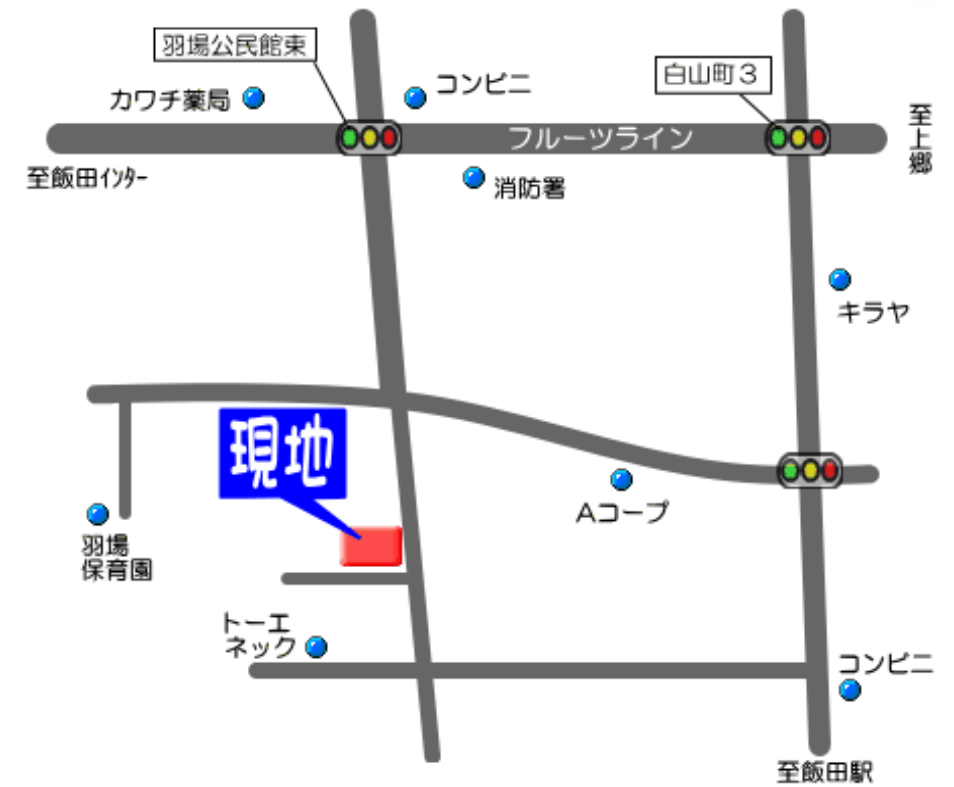 羽場公民館東
コンビニ
白山町3
カワチ薬局
フルーツライン
至上郷
至飯田インター
消防署
キラヤ
現地
Aコープ
羽場
保育園
トーエ
ネック
コンビニ
至飯田駅